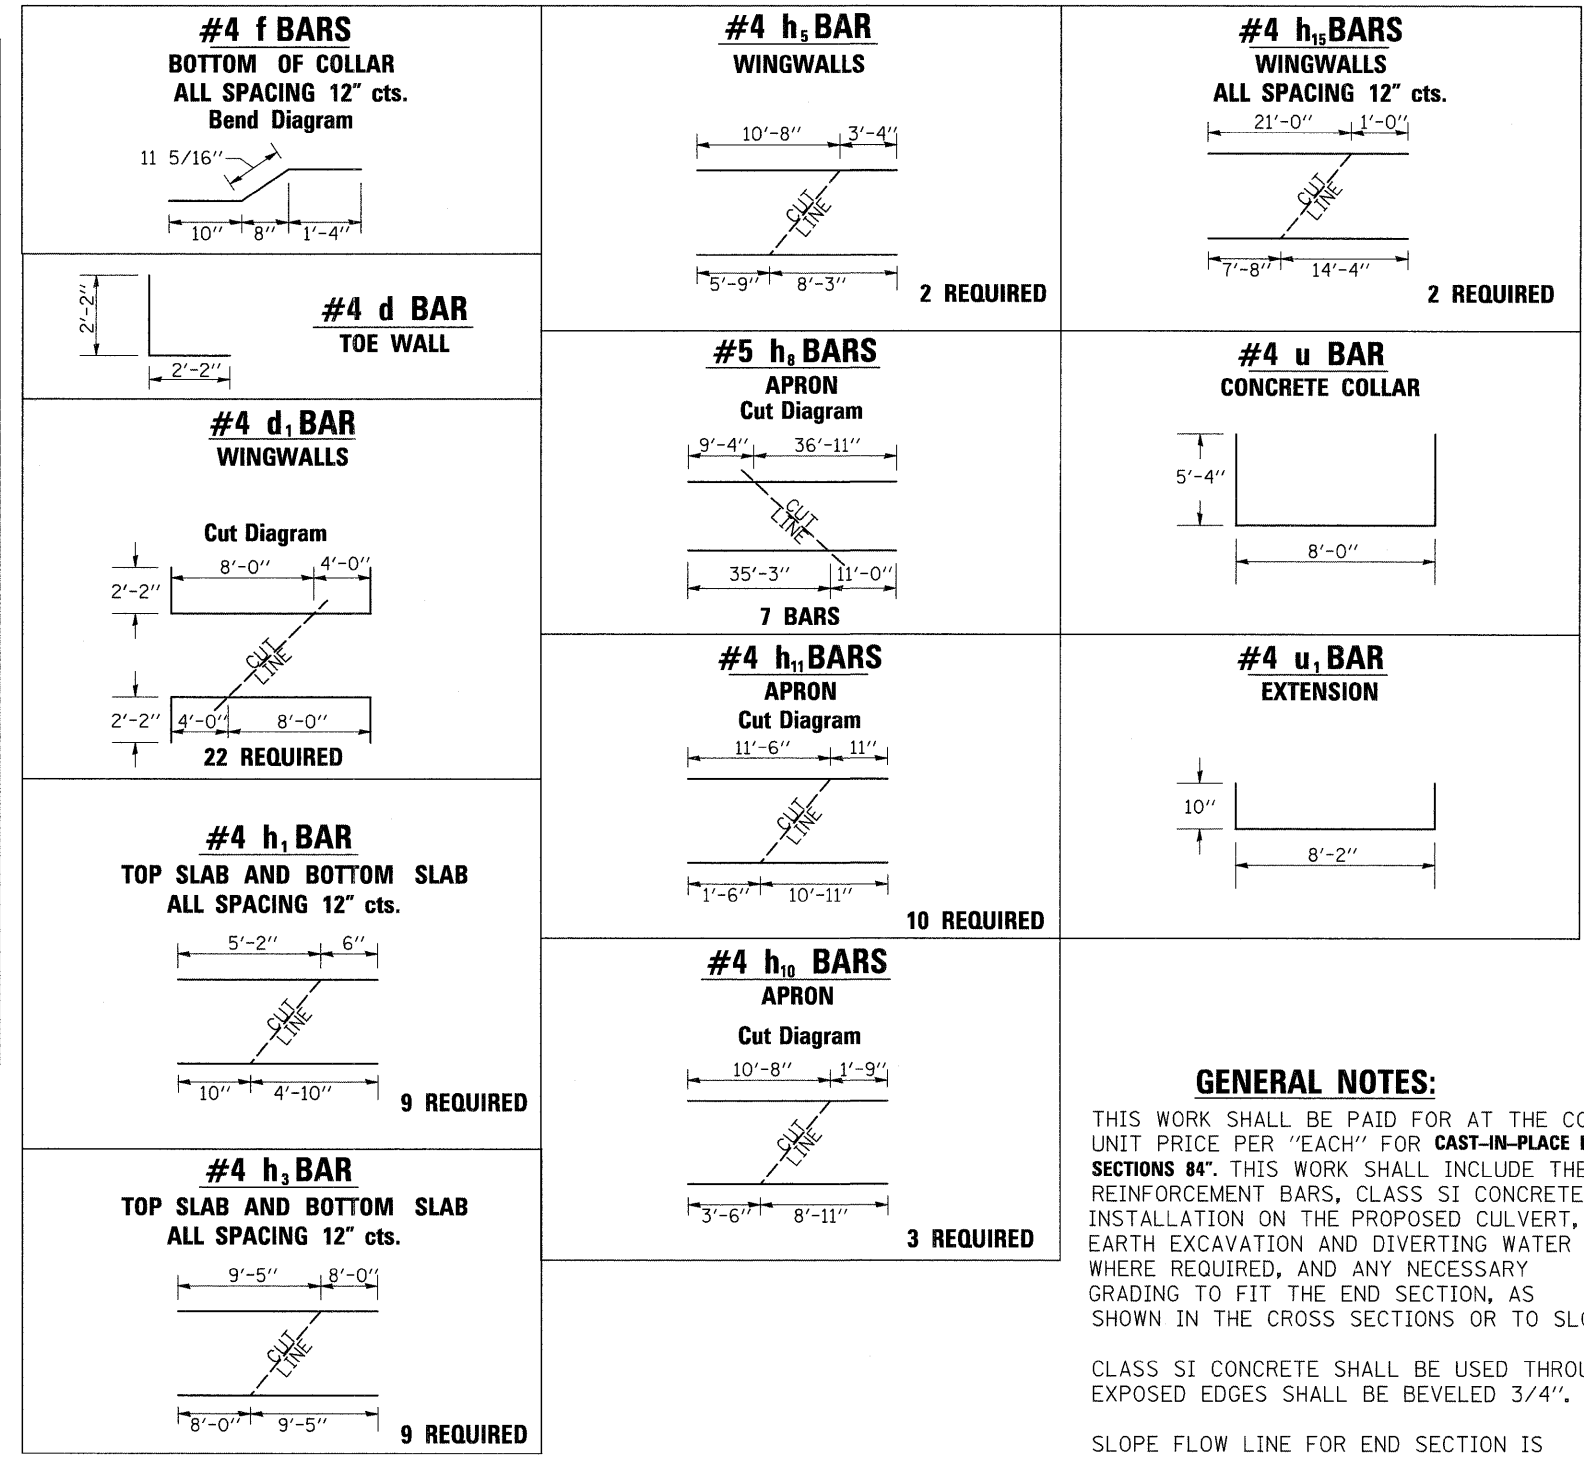 #4 f BARS
BOTTOM OF COLLAR
ALL SPACING 12" cts.
Bend Diagram
11 5/16"
10" 8" 1'-4"
#4 d BAR
TOE WALL
2'-2"
2'-2"
#4 d₁ BAR
WINGWALLS
Cut Diagram
8'-0" 4'-0"
2'-2"
CUT
LINE
2'-2"
4'-0" 8'-0"
22 REQUIRED
#4 h₁ BAR
TOP SLAB AND BOTTOM SLAB
ALL SPACING 12" cts.
5'-2" 6"
CUT
LINE
10" 4'-10"
9 REQUIRED
#4 h₃ BAR
TOP SLAB AND BOTTOM SLAB
ALL SPACING 12" cts.
9'-5" 8'-0"
CUT
LINE
8'-0" 9'-5"
9 REQUIRED
#4 h₅ BAR
WINGWALLS
10'-8" 3'-4"
CUT
LINE
5'-9" 8'-3"
2 REQUIRED
#5 h₈ BARS
APRON
Cut Diagram
9'-4" 36'-11"
CUT
LINE
35'-3" 11'-0"
7 BARS
#4 h₁₁ BARS
APRON
Cut Diagram
11'-6" 11"
CUT
LINE
1'-6" 10'-11"
10 REQUIRED
#4 h₁₀ BARS
APRON
Cut Diagram
10'-8" 1'-9"
CUT
LINE
3'-6" 8'-11"
3 REQUIRED
#4 h₁₅ BARS
WINGWALLS
ALL SPACING 12" cts.
21'-0" 1'-0"
CUT
LINE
7'-8" 14'-4"
2 REQUIRED
#4 u BAR
CONCRETE COLLAR
5'-4"
8'-0"
#4 u₁ BAR
EXTENSION
10"
8'-2"
GENERAL NOTES:
THIS WORK SHALL BE PAID FOR AT THE CO
UNIT PRICE PER "EACH" FOR CAST-IN-PLACE
SECTIONS 84". THIS WORK SHALL INCLUDE THE
REINFORCEMENT BARS, CLASS SI CONCRETE
INSTALLATION ON THE PROPOSED CULVERT,
EARTH EXCAVATION AND DIVERTING WATER
WHERE REQUIRED, AND ANY NECESSARY
GRADING TO FIT THE END SECTION, AS
SHOWN IN THE CROSS SECTIONS OR TO SLO
CLASS SI CONCRETE SHALL BE USED THROU
EXPOSED EDGES SHALL BE BEVELED 3/4".
SLOPE FLOW LINE FOR END SECTION IS